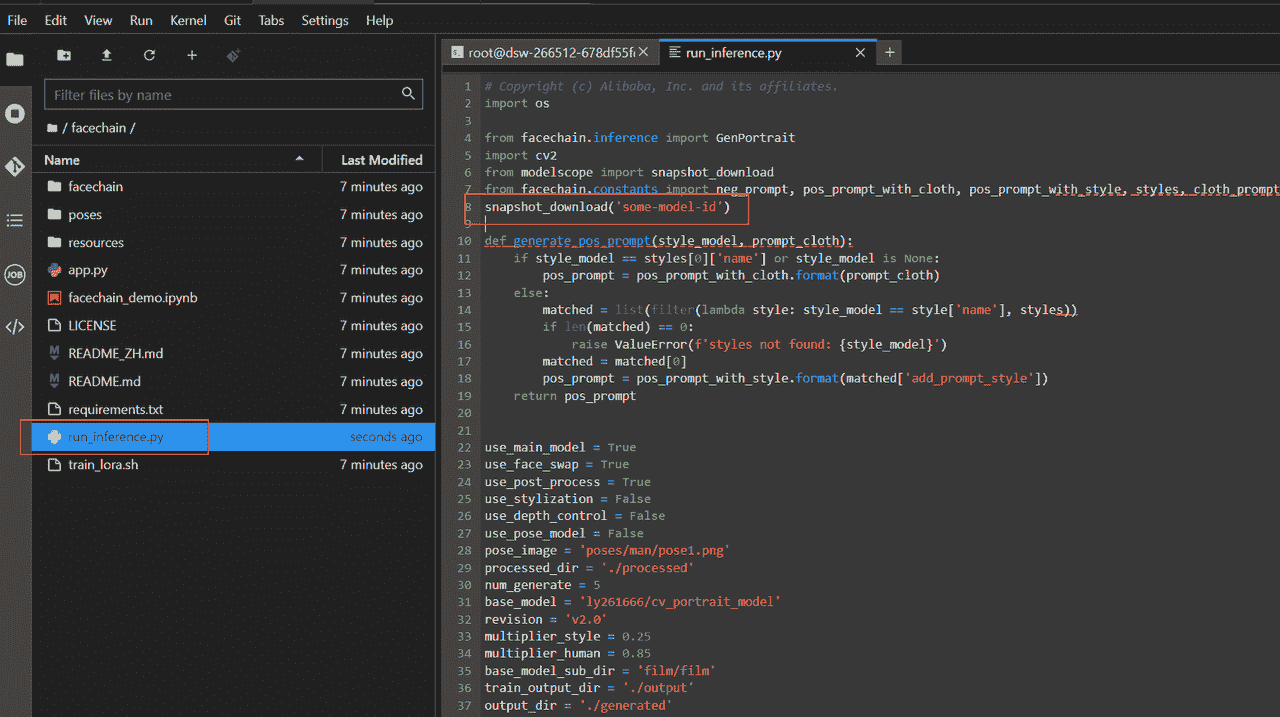 File Edit View Run Kernel Git Tabs Settings Help
Filter files by name
/ facechain /
Name Last Modified
facechain 7 minutes ago
poses 7 minutes ago
resources 7 minutes ago
app.py 7 minutes ago
facechain_demo.ipynb 7 minutes ago
LICENSE 7 minutes ago
README_ZH.md 7 minutes ago
README.md 7 minutes ago
requirements.txt 7 minutes ago
run_inference.py seconds ago
train_lora.sh 7 minutes ago
JOB
root@dsw-266512-678df55f
run_inference.py
1 # Copyright (c) Alibaba, Inc. and its affiliates.
2 import os
3
4 from facechain.inference import GenPortrait
5 import cv2
6 from modelscope import snapshot_download
7 from facechain.constants import neg_prompt, pos_prompt_with_cloth, pos_prompt_with_style, styles, cloth_prompt
8 snapshot_download('some-model-id')
9
10 def generate_pos_prompt(style_model, prompt_cloth):
11 if style_model == styles[0]['name'] or style_model is None:
12 pos_prompt = pos_prompt_with_cloth.format(prompt_cloth)
13 else:
14 matched = list(filter(lambda style: style_model == style['name'], styles))
15 if len(matched) == 0:
16 raise ValueError(f'styles not found: {style_model}')
17 matched = matched[0]
18 pos_prompt = pos_prompt_with_style.format(matched['add_prompt_style'])
19 return pos_prompt
20
21
22 use_main_model = True
23 use_face_swap = True
24 use_post_process = True
25 use_stylization = False
26 use_depth_control = False
27 use_pose_model = False
28 pose_image = 'poses/man/pose1.png'
29 processed_dir = './processed'
30 num_generate = 5
31 base_model = 'ly261666/cv_portrait_model'
32 revision = 'v2.0'
33 multiplier_style = 0.25
34 multiplier_human = 0.85
35 base_model_sub_dir = 'film/film'
36 train_output_dir = './output'
37 output_dir = './generated'